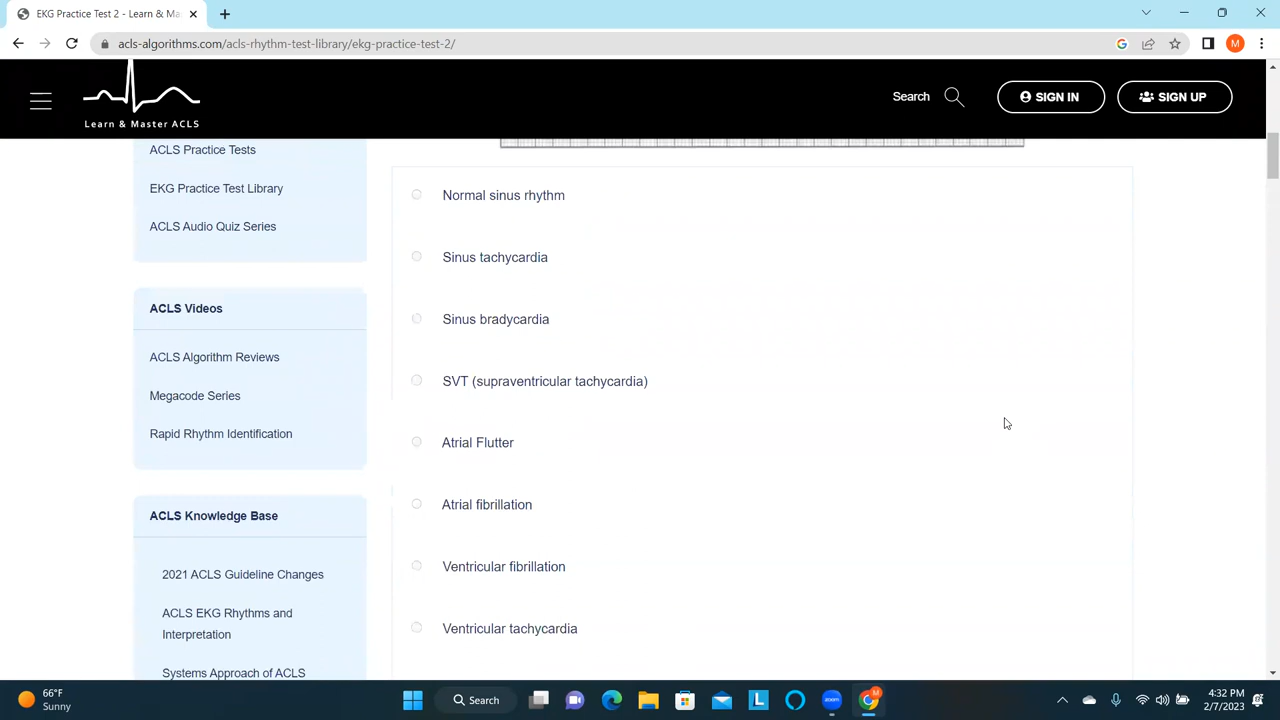 EKG Practice Test 2 - Learn & Ma
acls-algorithms.com/acls-rhythm-test-library/ekg-practice-test-2/
M
Learn & Master ACLS
Search
SIGN IN
SIGN UP
ACLS Practice Tests
EKG Practice Test Library
ACLS Audio Quiz Series
ACLS Videos
ACLS Algorithm Reviews
Megacode Series
Rapid Rhythm Identification
ACLS Knowledge Base
2021 ACLS Guideline Changes
ACLS EKG Rhythms and
Interpretation
Systems Approach of ACLS
Normal sinus rhythm
Sinus tachycardia
Sinus bradycardia
SVT (supraventricular tachycardia)
Atrial Flutter
Atrial fibrillation
Ventricular fibrillation
Ventricular tachycardia
66°F
Sunny
Search
L
zoom
M
4:32 PM
2/7/2023